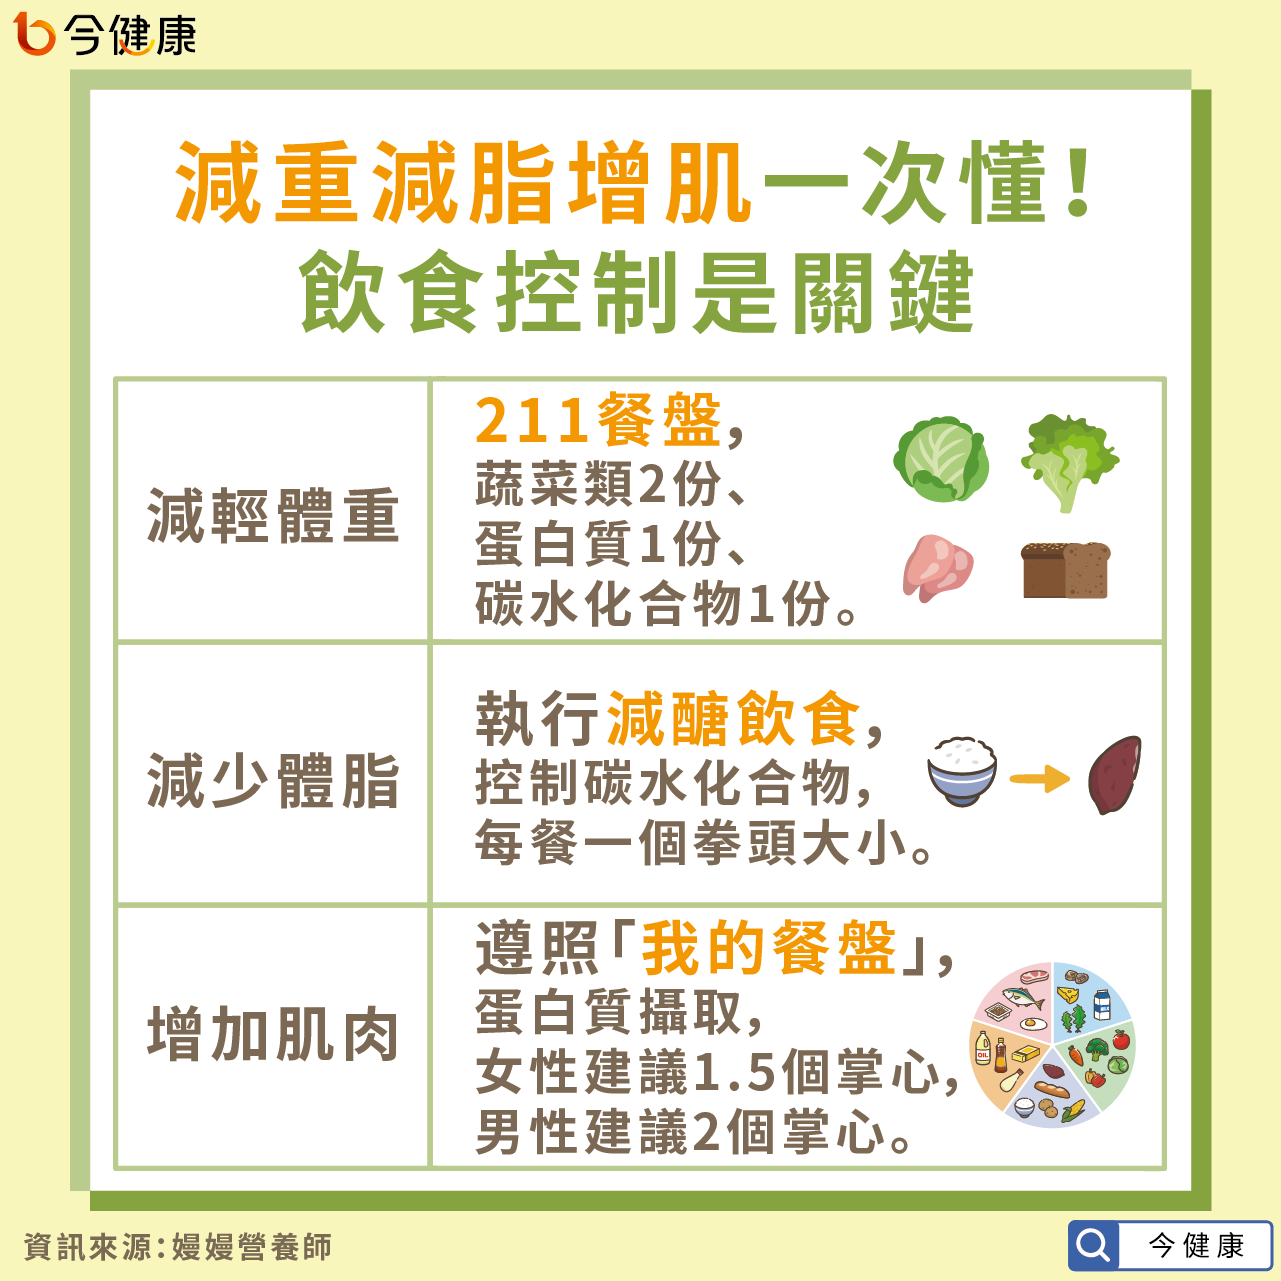 今健康
減重減脂增肌一次懂！
飲食控制是關鍵
減輕體重
211餐盤，
蔬菜類2份、
蛋白質1份、
碳水化合物1份。
減少體脂
執行減醣飲食，
控制碳水化合物，
每餐一個拳頭大小。
增加肌肉
遵照「我的餐盤」，
蛋白質攝取，
女性建議1.5個掌心，
男性建議2個掌心。
OIL
資訊來源：嫚嫚營養師
今健康